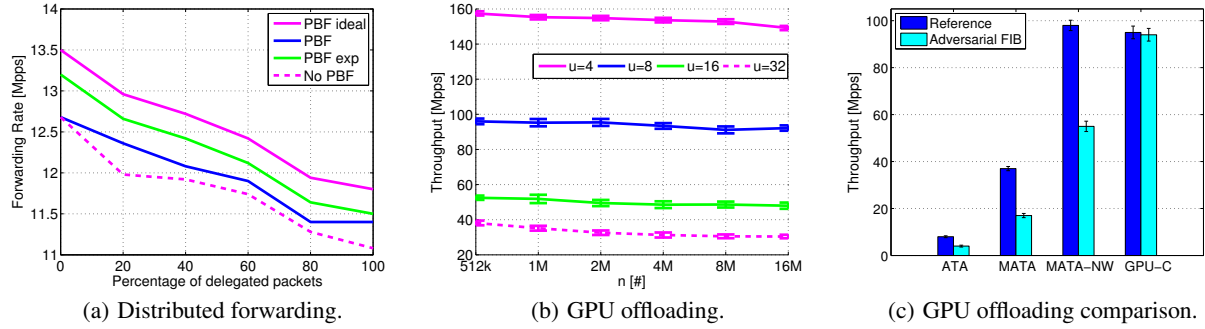 14
13.5
13
12.5
12
11.5
11
Forwarding Rate [Mpps]
0
20
40
60
80
100
Percentage of delegated packets
PBF ideal
PBF
PBF exp
No PBF
(a) Distributed forwarding.
160
140
120
100
80
60
40
20
Throughput [Mpps]
u=4 u=8 u=16 u=32
512k 1M 2M 4M 8M 16M
n [#]
(b) GPU offloading.
100
80
60
40
20
0
Throughput [Mpps]
Reference
Adversarial FIB
ATA MATA MATA-NW GPU-C
(c) GPU offloading comparison.